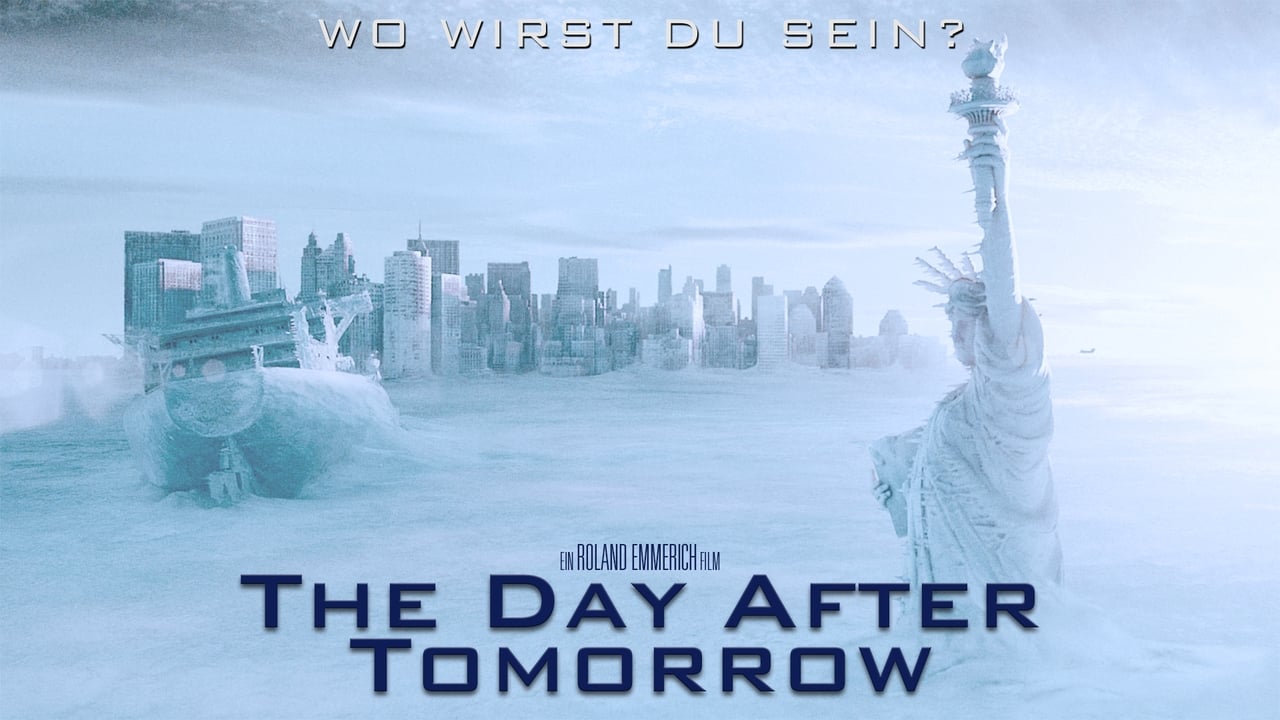 WO WIRST DU SEIN?
EIN ROLAND EMMERICH FILM
THE DAY AFTER
TOMORROW